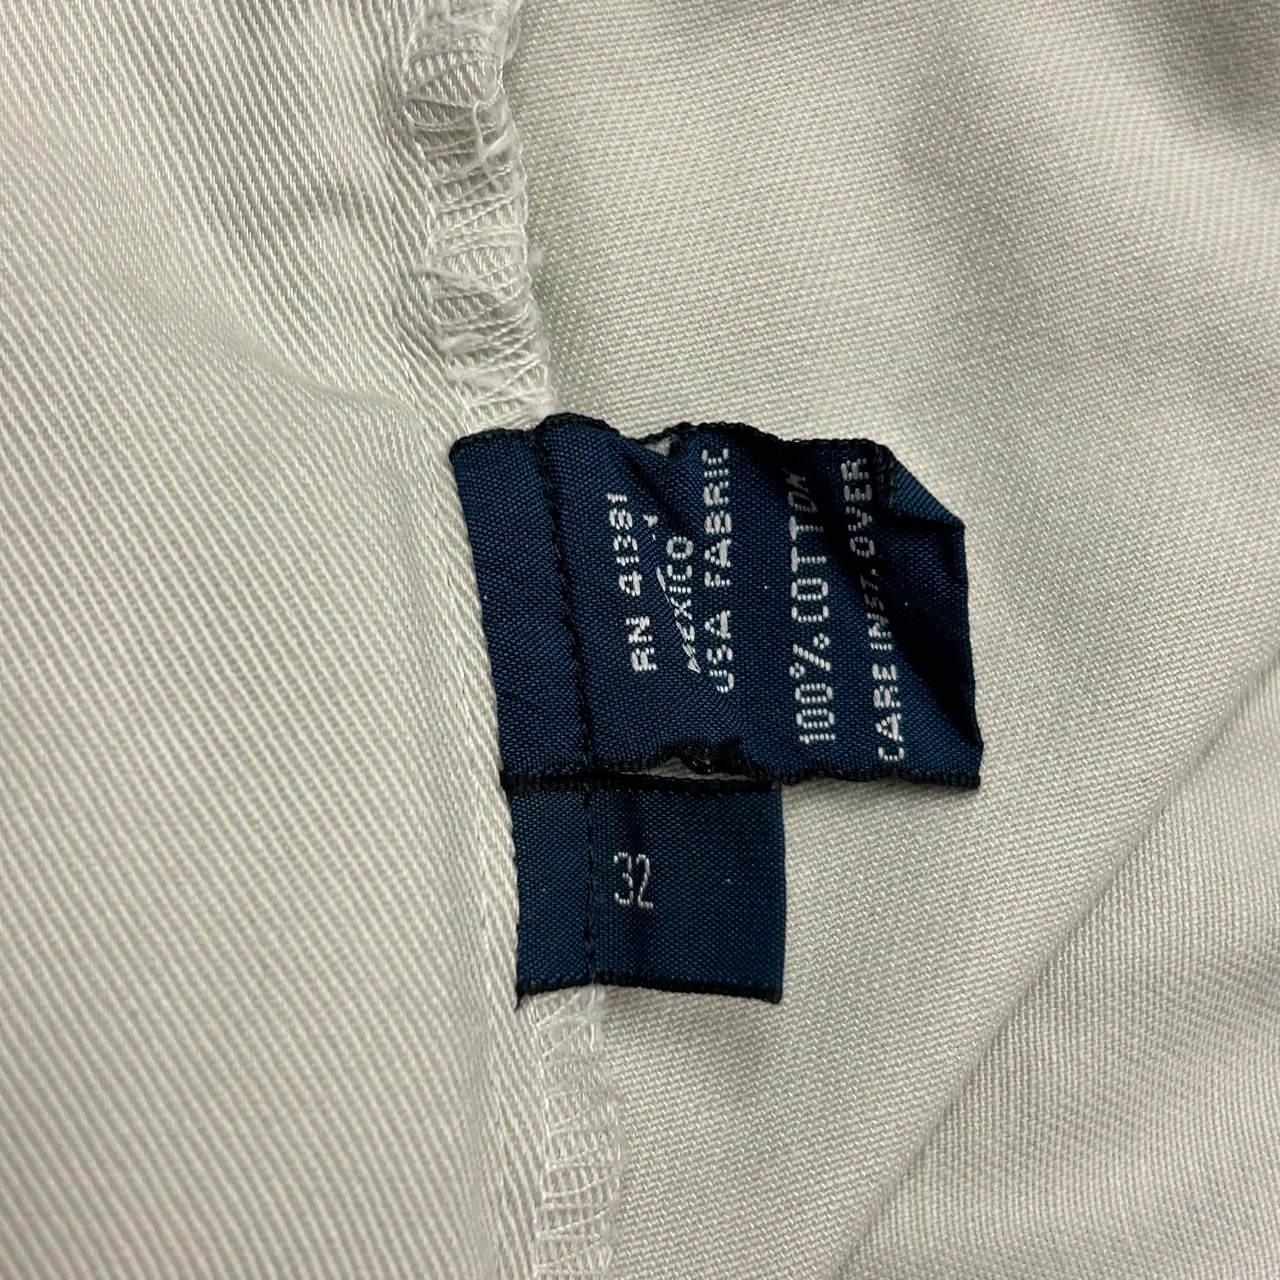 RN 41381
MEXICO
USA FABRIC
100% COTTON
CARE INST. OVER
32